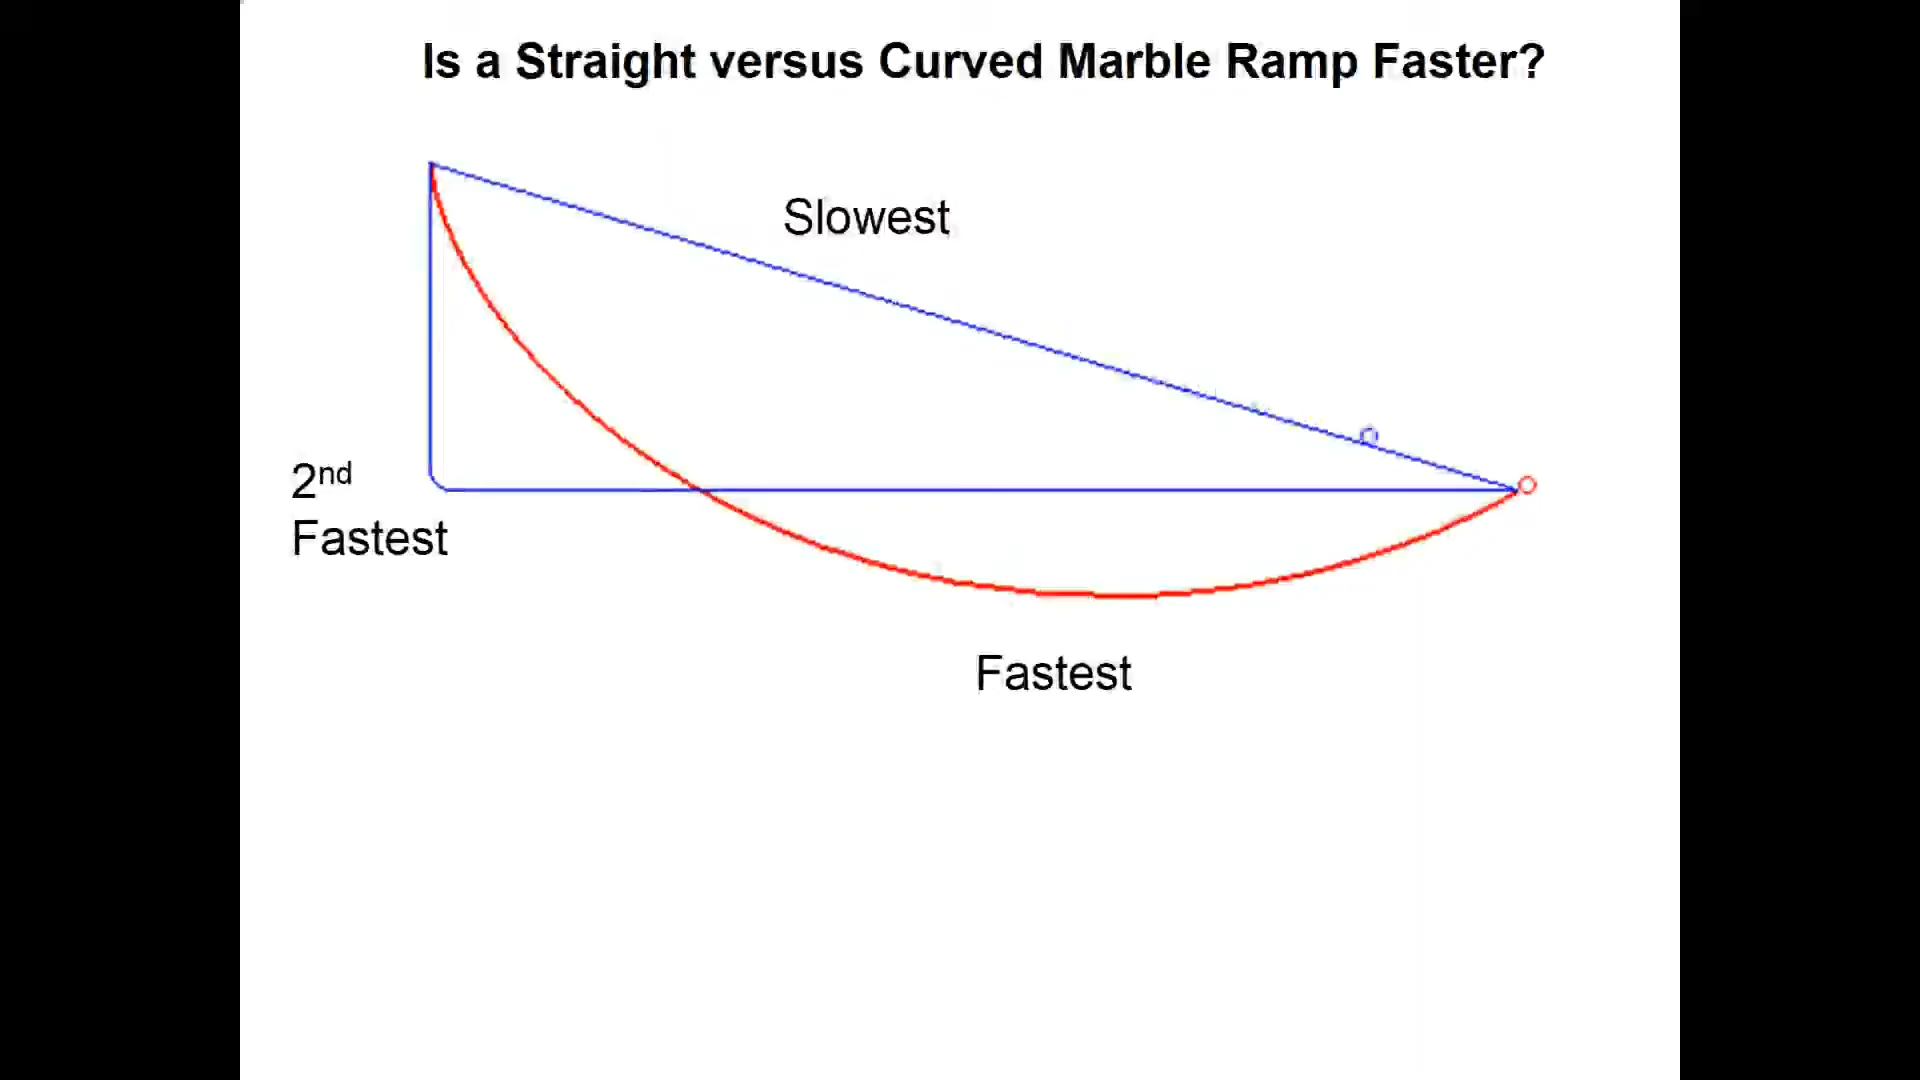 Is a Straight versus Curved Marble Ramp Faster?
Slowest
2nd
Fastest
Fastest